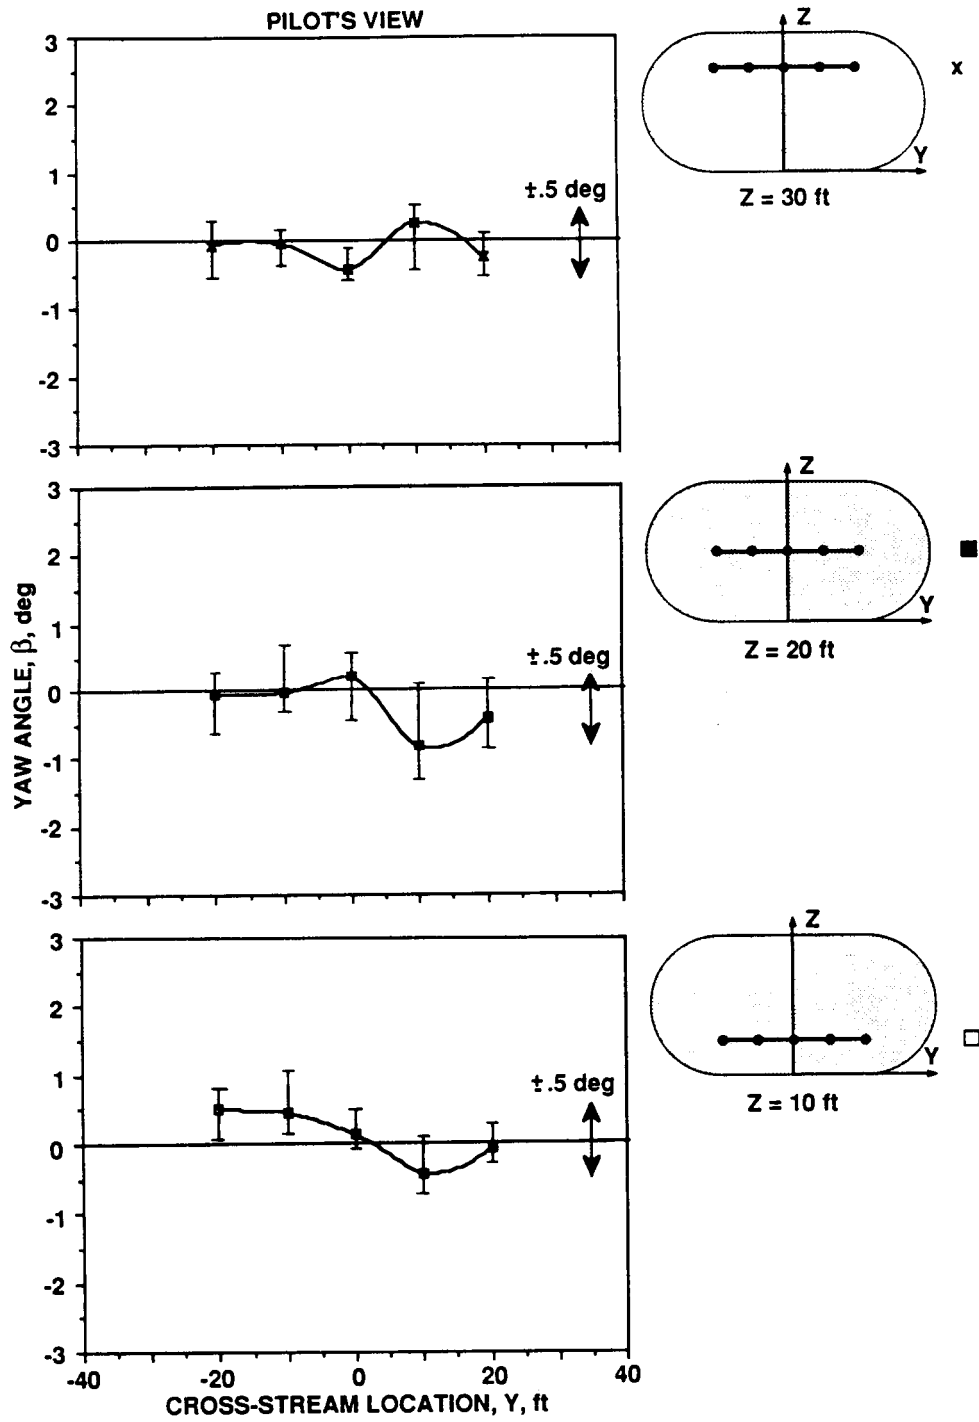 PILOT'S VIEW
3
2
1
0
-1
-2
-3
±.5 deg
Z
x
Y
Z = 30 ft
3
2
1
0
-1
-2
-3
±.5 deg
Z
Y
Z = 20 ft
YAW ANGLE, β, deg
3
2
1
0
-1
-2
-3
±.5 deg
Z
Y
Z = 10 ft
-40 -20 0 20 40
CROSS-STREAM LOCATION, Y, ft